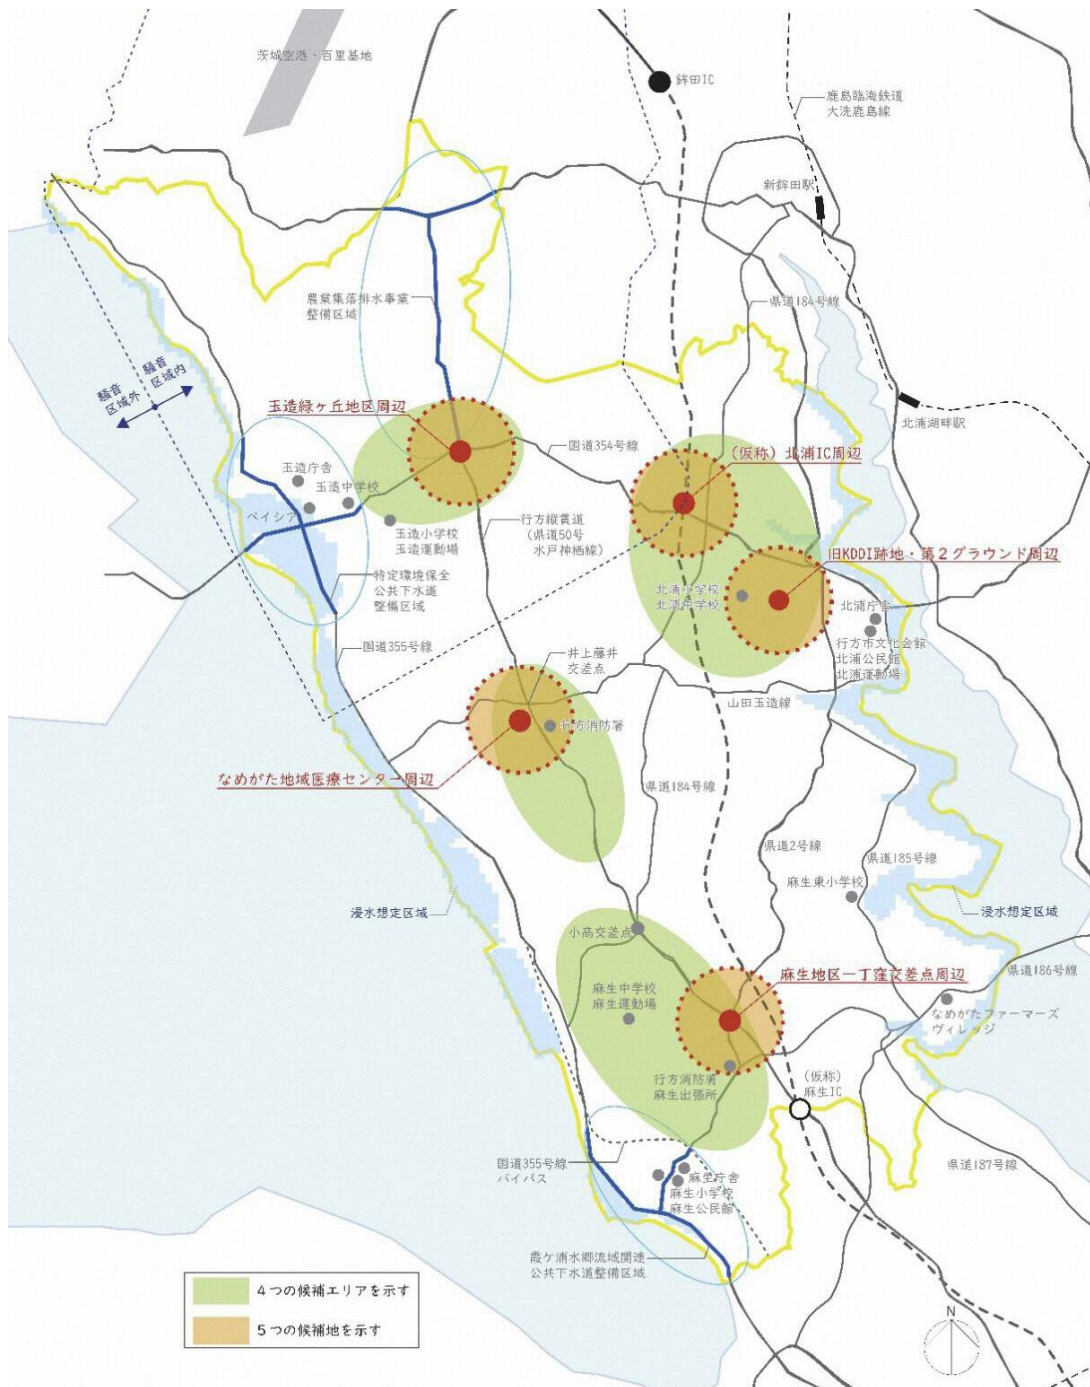 茨城空港・百里基地
鉾田IC
鹿島臨海鉄道
大洗鹿島線
新鉾田駅
農業集落排水事業
整備区域
県道184号線
騒音
区域外
騒音
区域内
玉造緑ヶ丘地区周辺
北浦湖畔駅
国道354号線
(仮称)北浦IC周辺
玉造庁舎
玉造中学校
ベイシア
玉造小学校
玉造運動場
行方縦貫道
(県道50号
水戸神栖線)
旧KDDI跡地・第2グラウンド周辺
特定環境保全
公共下水道
整備区域
北浦小学校
北浦中学校
北浦庁舎
行方市文化会館
北浦公民館
北浦運動場
国道355号線
井上藤井
交差点
山田玉造線
行方消防署
なめがた地域医療センター周辺
県道184号線
県道2号線
県道185号線
麻生東小学校
浸水想定区域
浸水想定区域
小高交差点
麻生地区一丁窪交差点周辺
県道186号線
麻生中学校
麻生運動場
なめがたファーマーズ
ヴィレッジ
行方消防署
麻生出張所
(仮称)
麻生IC
国道355号線
バイパス
県道187号線
麻生庁舎
麻生小学校
麻生公民館
霞ケ浦水郷流域関連
公共下水道整備区域
4つの候補エリアを示す
5つの候補地を示す
N